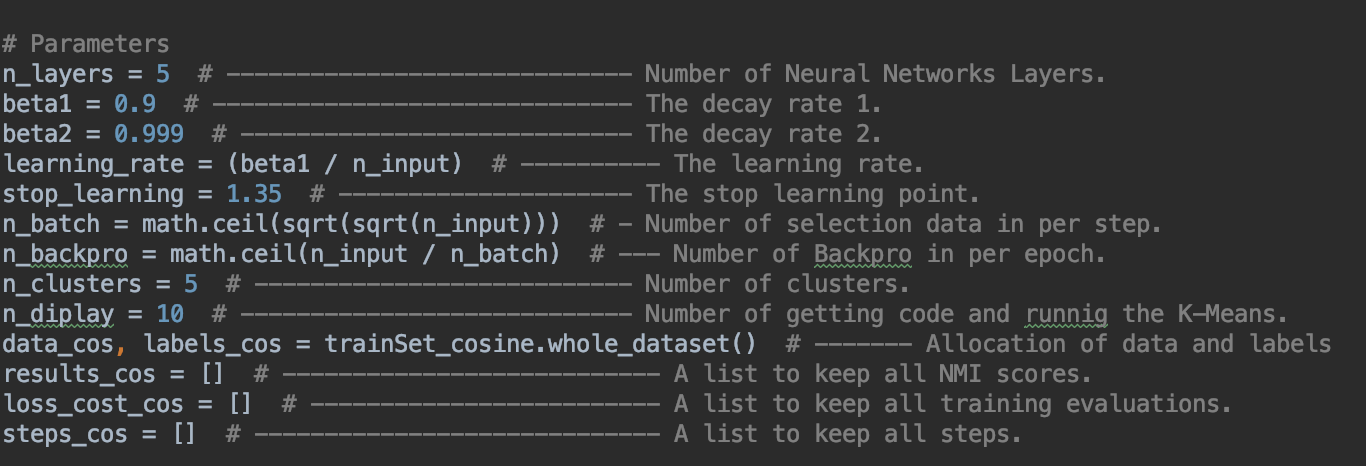 # Parameters
n_layers = 5  # ––––––––––––––––––––––––––––– Number of Neural Networks Layers.
beta1 = 0.9  # –––––––––––––––––––––––––––––– The decay rate 1.
beta2 = 0.999  # –––––––––––––––––––––––––––– The decay rate 2.
learning_rate = (beta1 / n_input)  # –––––––––– The learning rate.
stop_learning = 1.35  # ––––––––––––––––––––– The stop learning point.
n_batch = math.ceil(sqrt(sqrt(n_input)))  # – Number of selection data in per step.
n_backpro = math.ceil(n_input / n_batch)  # ––– Number of Backpro in per epoch.
n_clusters = 5  # ––––––––––––––––––––––––––– Number of clusters.
n_diplay = 10  # –––––––––––––––––––––––––––– Number of getting code and runnig the K–Means.
data_cos, labels_cos = trainSet_cosine.whole_dataset()  # ––––––– Allocation of data and labels
results_cos = []  # ––––––––––––––––––––––––––– A list to keep all NMI scores.
loss_cost_cos = []  # ––––––––––––––––––––––––– A list to keep all training evaluations.
steps_cos = []  # ––––––––––––––––––––––––––––– A list to keep all steps.